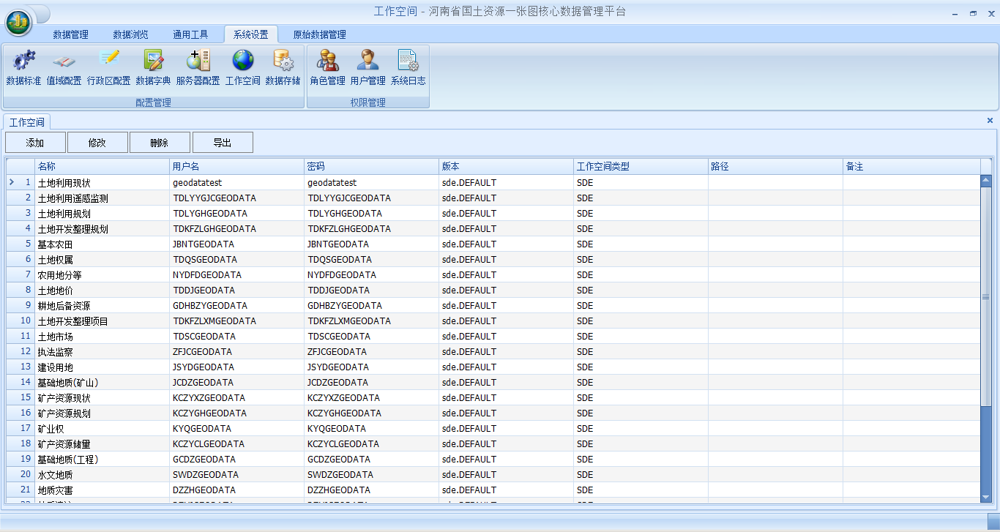 工作空间 - 河南省国土资源一张图核心数据管理平台
数据管理 数据浏览 通用工具 系统设置 原始数据管理
数据标准 值域配置 行政区配置 数据字典 服务器配置 工作空间 数据存储 角色管理 用户管理 系统日志
配置管理 权限管理
工作空间
添加 修改 删除 导出
名称 用户名 密码 版本 工作空间类型 路径 备注
1 土地利用现状 geodatatest geodatatest sde.DEFAULT SDE
2 土地利用遥感监测 TDLYYGJCGEODATA TDLYYGJCGEODATA sde.DEFAULT SDE
3 土地利用规划 TDLYGHGEODATA TDLYGHGEODATA sde.DEFAULT SDE
4 土地开发整理规划 TDKFZLGHGEODATA TDKFZLGHGEODATA sde.DEFAULT SDE
5 基本农田 JBNTGEODATA JBNTGEODATA sde.DEFAULT SDE
6 土地权属 TDQSGEODATA TDQSGEODATA sde.DEFAULT SDE
7 农用地分等 NYDFDGEODATA NYDFDGEODATA sde.DEFAULT SDE
8 土地地价 TDDJGEODATA TDDJGEODATA sde.DEFAULT SDE
9 耕地后备资源 GDHBZYGEODATA GDHBZYGEODATA sde.DEFAULT SDE
10 土地开发整理项目 TDKFZLXMGEODATA TDKFZLXMGEODATA sde.DEFAULT SDE
11 土地市场 TDSCGEODATA TDSCGEODATA sde.DEFAULT SDE
12 执法监察 ZFJCGEODATA ZFJCGEODATA sde.DEFAULT SDE
13 建设用地 JSYDGEODATA JSYDGEODATA sde.DEFAULT SDE
14 基础地质(矿山) JCDZGEODATA JCDZGEODATA sde.DEFAULT SDE
15 矿产资源现状 KCZYXZGEODATA KCZYXZGEODATA sde.DEFAULT SDE
16 矿产资源规划 KCZYGHGEODATA KCZYGHGEODATA sde.DEFAULT SDE
17 矿业权 KYQGEODATA KYQGEODATA sde.DEFAULT SDE
18 矿产资源储量 KCZYCLGEODATA KCZYCLGEODATA sde.DEFAULT SDE
19 基础地质(工程) GCDZGEODATA GCDZGEODATA sde.DEFAULT SDE
20 水文地质 SWDZGEODATA SWDZGEODATA sde.DEFAULT SDE
21 地质灾害 DZZHGEODATA DZZHGEODATA sde.DEFAULT SDE